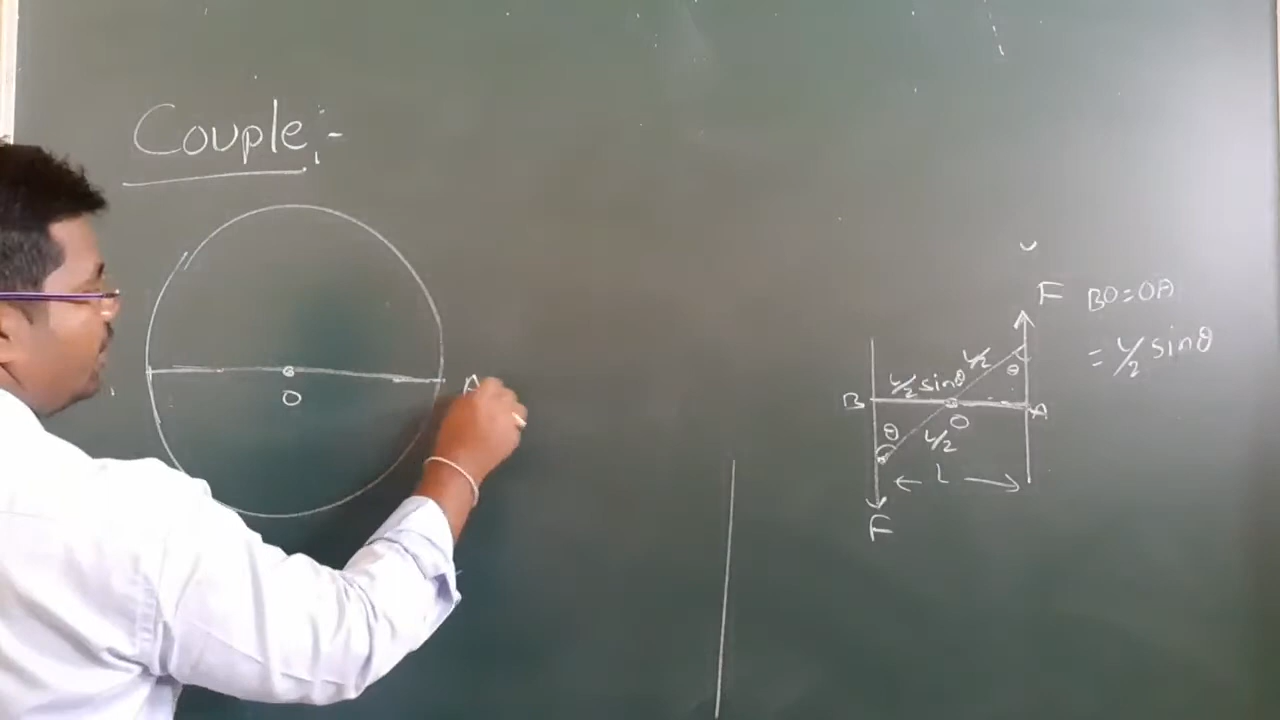 Couple:-
O
A
F
BO=OA
= L/2 sinθ
L/2
θ
L/2 sinθ
B
O
A
θ
L/2
L
F